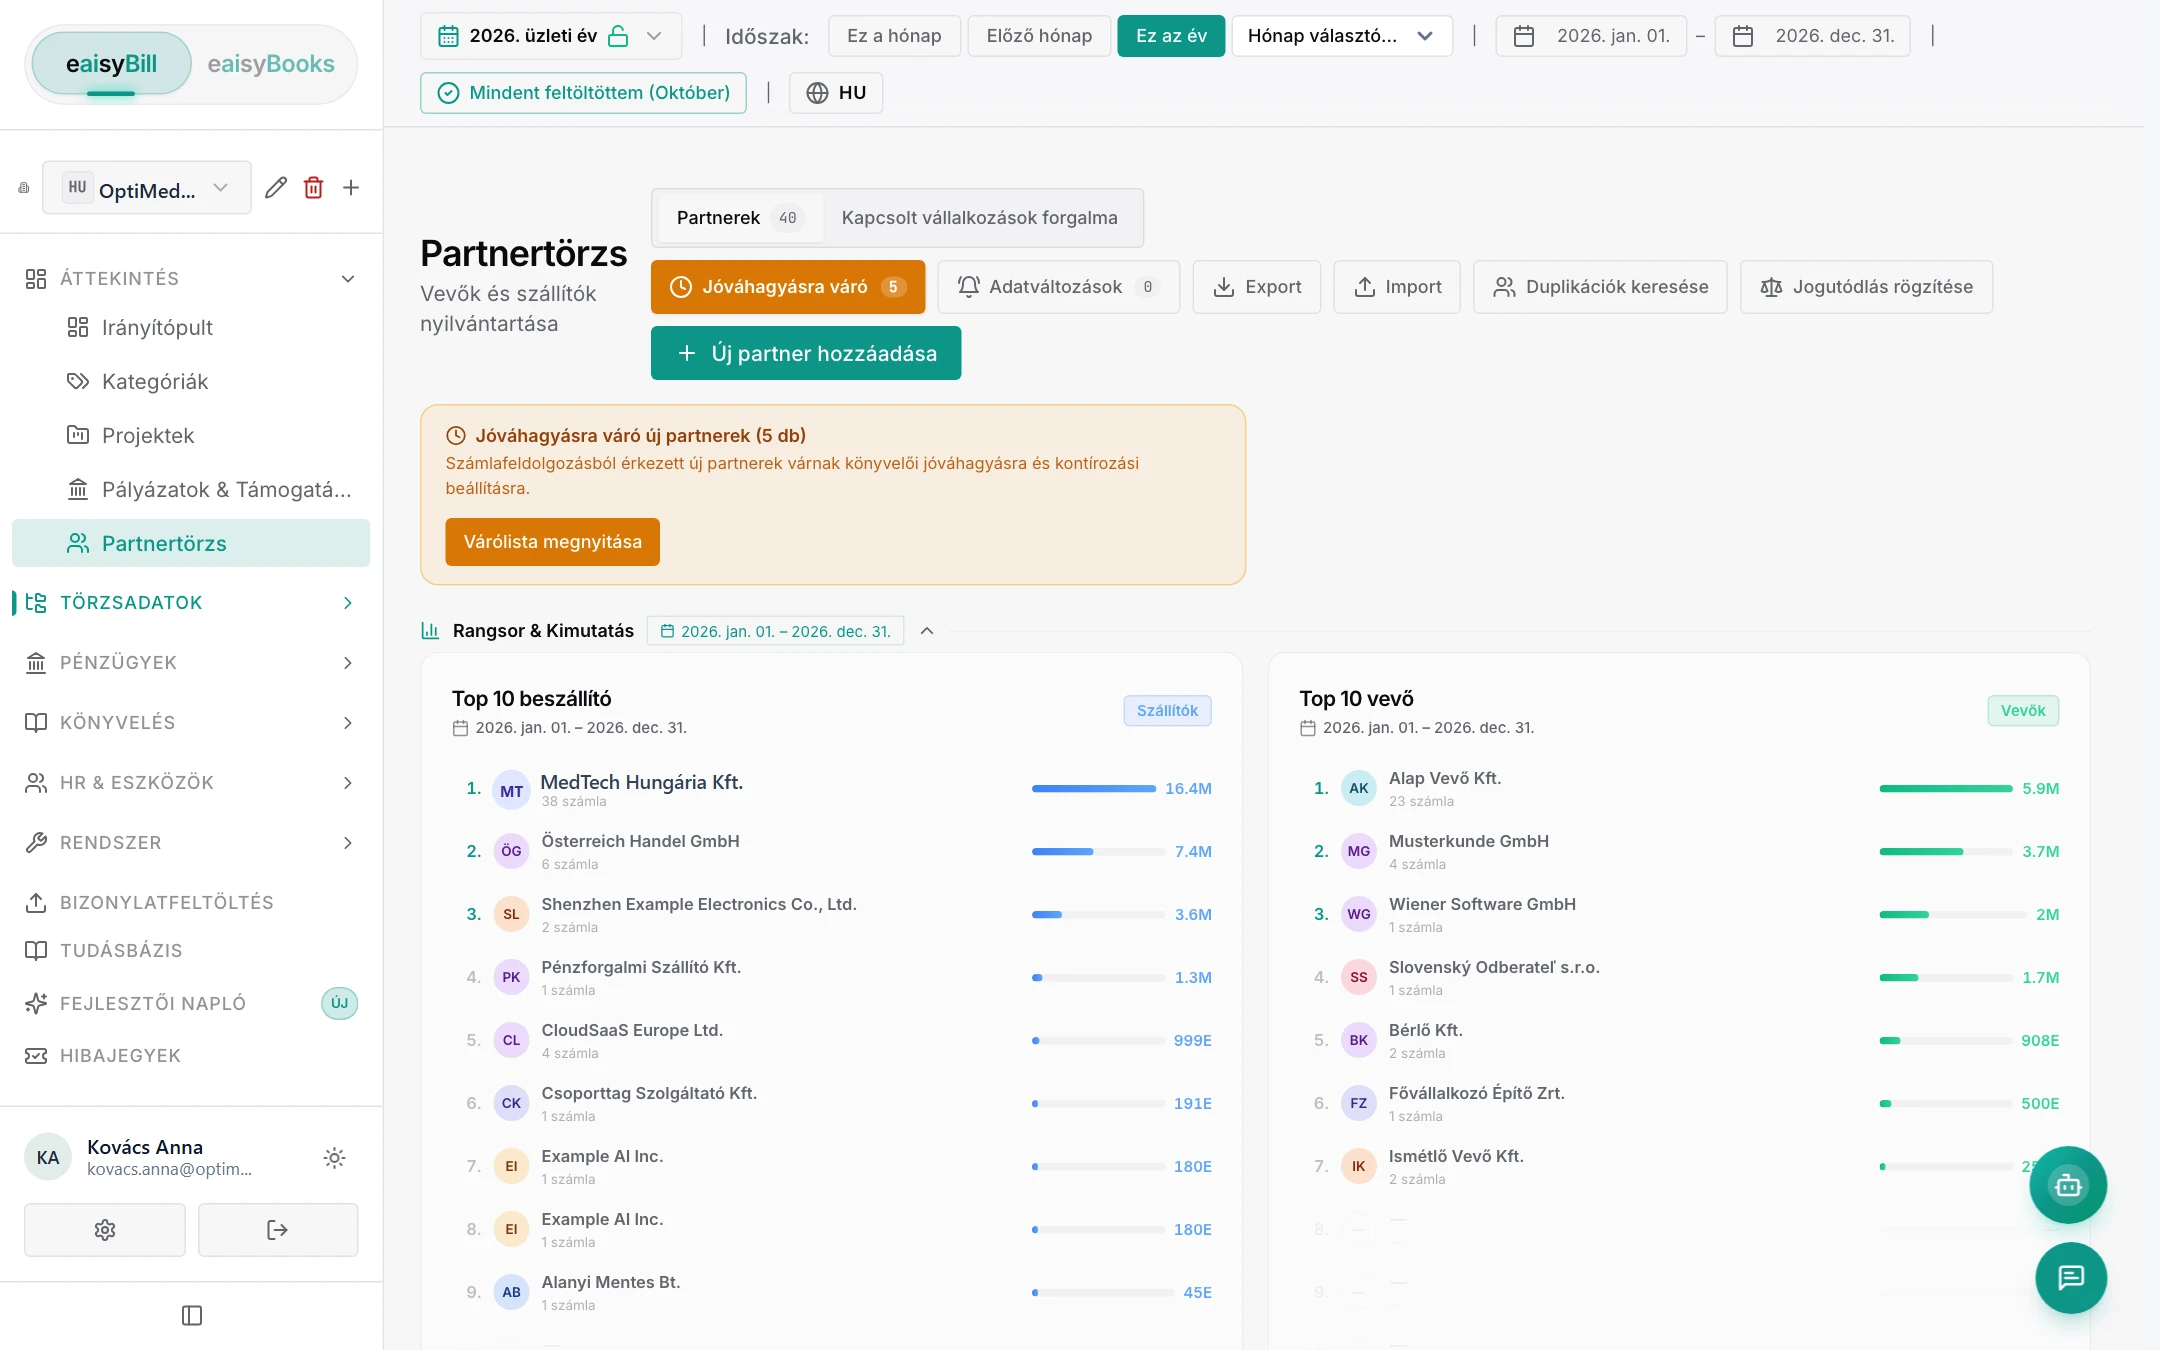 eaisyBill
eaisyBooks
2026. üzleti év
Időszak:
Ez a hónap
Előző hónap
Ez az év
Hónap választó...
2026. jan. 01.
–
2026. dec. 31.
Mindent feltöltöttem (Október)
HU
HU OptiMed...
ÁTTEKINTÉS
Irányítópult
Kategóriák
Projektek
Pályázatok & Támogatá...
Partnertörzs
TÖRZSADATOK
PÉNZÜGYEK
KÖNYVELÉS
HR & ESZKÖZÖK
RENDSZER
BIZONYLATFELTÖLTÉS
TUDÁSBÁZIS
FEJLESZTŐI NAPLÓ
ÚJ
HIBAJEGYEK
KA
Kovács Anna
kovacs.anna@optim...
Partnertörzs
Vevők és szállítók
nyilvántartása
Partnerek 40
Kapcsolt vállalkozások forgalma
Jóváhagyásra váró 5
Adatváltozások 0
Export
Import
Duplikációk keresése
Jogutódlás rögzítése
Új partner hozzáadása
Jóváhagyásra váró új partnerek (5 db)
Számlafeldolgozásból érkezett új partnerek várnak könyvelői jóváhagyásra és kontírozási
beállításra.
Várólista megnyitása
Rangsor & Kimutatás
2026. jan. 01. – 2026. dec. 31.
Top 10 beszállító
2026. jan. 01. – 2026. dec. 31.
Szállítók
1. MT MedTech Hungária Kft. 16.4M
38 számla
2. ÖG Österreich Handel GmbH 7.4M
6 számla
3. SL Shenzhen Example Electronics Co., Ltd. 3.6M
2 számla
4. PK Pénzforgalmi Szállító Kft. 1.3M
1 számla
5. CL CloudSaaS Europe Ltd. 999E
4 számla
6. CK Csoporttag Szolgáltató Kft. 191E
1 számla
7. EI Example AI Inc. 180E
1 számla
8. EI Example AI Inc. 180E
1 számla
9. AB Alanyi Mentes Bt. 45E
1 számla
Top 10 vevő
2026. jan. 01. – 2026. dec. 31.
Vevők
1. AK Alap Vevő Kft. 5.9M
23 számla
2. MG Musterkunde GmbH 3.7M
4 számla
3. WG Wiener Software GmbH 2M
1 számla
4. SS Slovenský Odberateľ s.r.o. 1.7M
1 számla
5. BK Bérlő Kft. 908E
2 számla
6. FZ Fővállalkozó Építő Zrt. 500E
1 számla
7. IK Ismétlő Vevő Kft.
2 számla
8. —
9. —